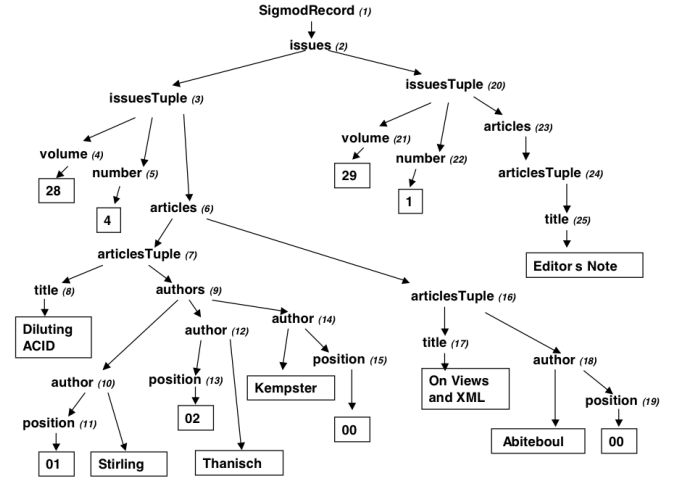 SigmodRecord (1)
issues (2)
issuesTuple (3)
issuesTuple (20)
volume (4)
number (5)
28
4
volume (21)
number (22)
29
1
articles (23)
articlesTuple (24)
title (25)
Editor s Note
articles (6)
articlesTuple (7)
title (8)
Diluting
ACID
authors (9)
author (10)
position (11)
01
Stirling
author (12)
position (13)
02
Thanisch
author (14)
position (15)
Kempster
00
articlesTuple (16)
title (17)
On Views
and XML
author (18)
position (19)
Abiteboul
00